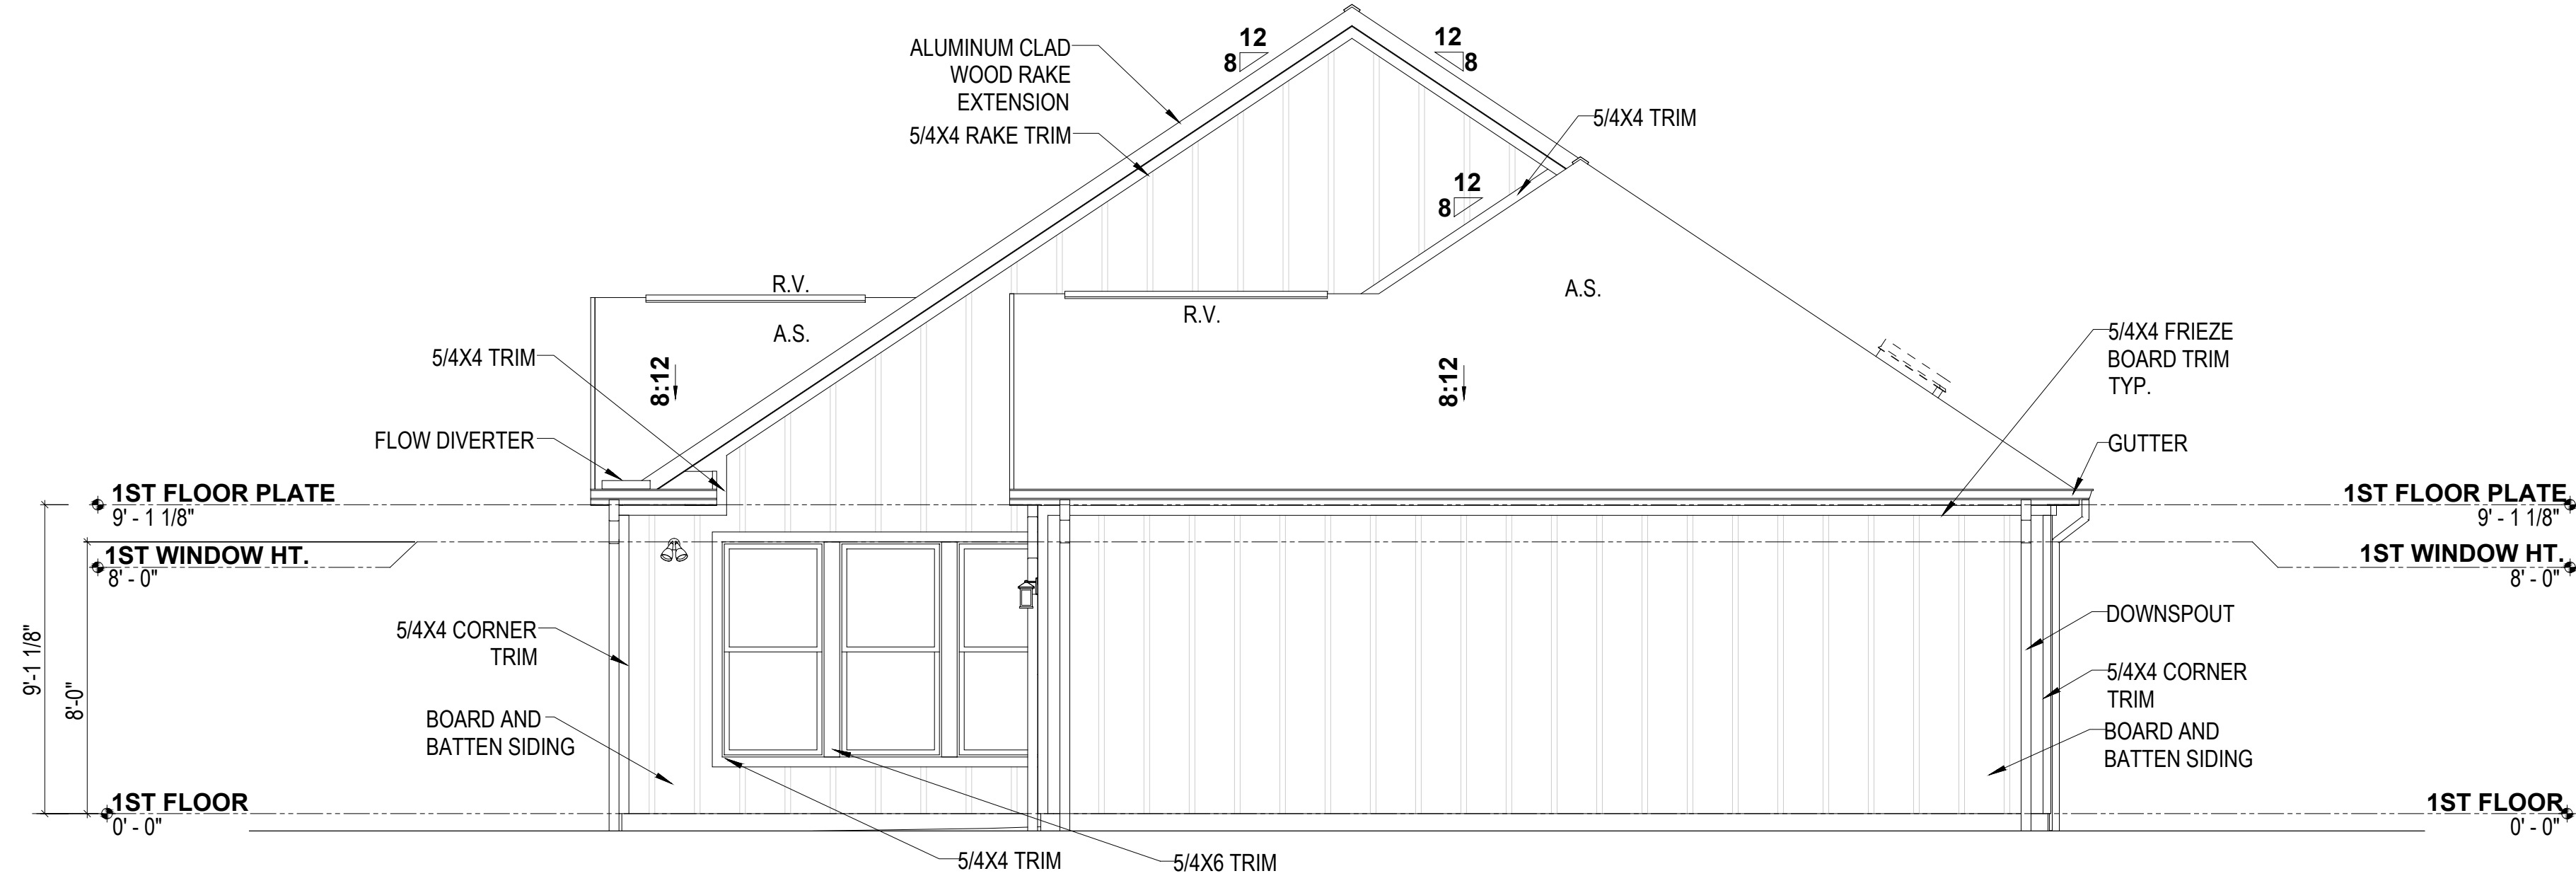 12
8
12
8
ALUMINUM CLAD
WOOD RAKE
EXTENSION
5/4X4 RAKE TRIM
5/4X4 TRIM
12
8
R.V.
A.S.
8:12
R.V.
A.S.
8:12
5/4X4 TRIM
FLOW DIVERTER
5/4X4 FRIEZE
BOARD TRIM
TYP.
GUTTER
1ST FLOOR PLATE
9' - 1 1/8"
1ST WINDOW HT.
8' - 0"
1ST FLOOR PLATE
9' - 1 1/8"
1ST WINDOW HT.
8' - 0"
9'-1 1/8"
8'-0"
5/4X4 CORNER
TRIM
BOARD AND
BATTEN SIDING
DOWNSPOUT
5/4X4 CORNER
TRIM
BOARD AND
BATTEN SIDING
1ST FLOOR
0' - 0"
1ST FLOOR
0' - 0"
5/4X4 TRIM
5/4X6 TRIM